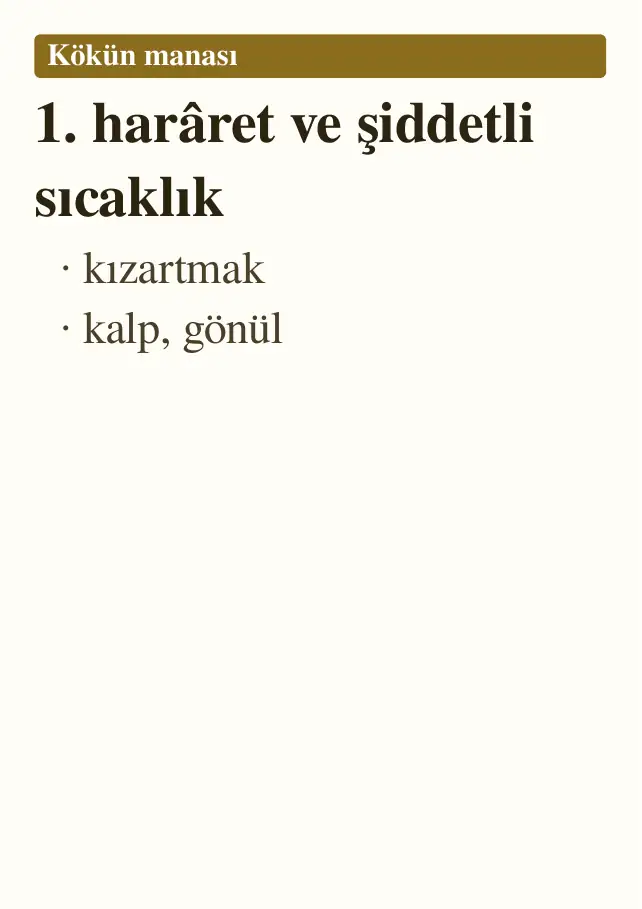 Kökün manası
1. harâret ve şiddetli
sıcaklık
· kızartmak
· kalp, gönül